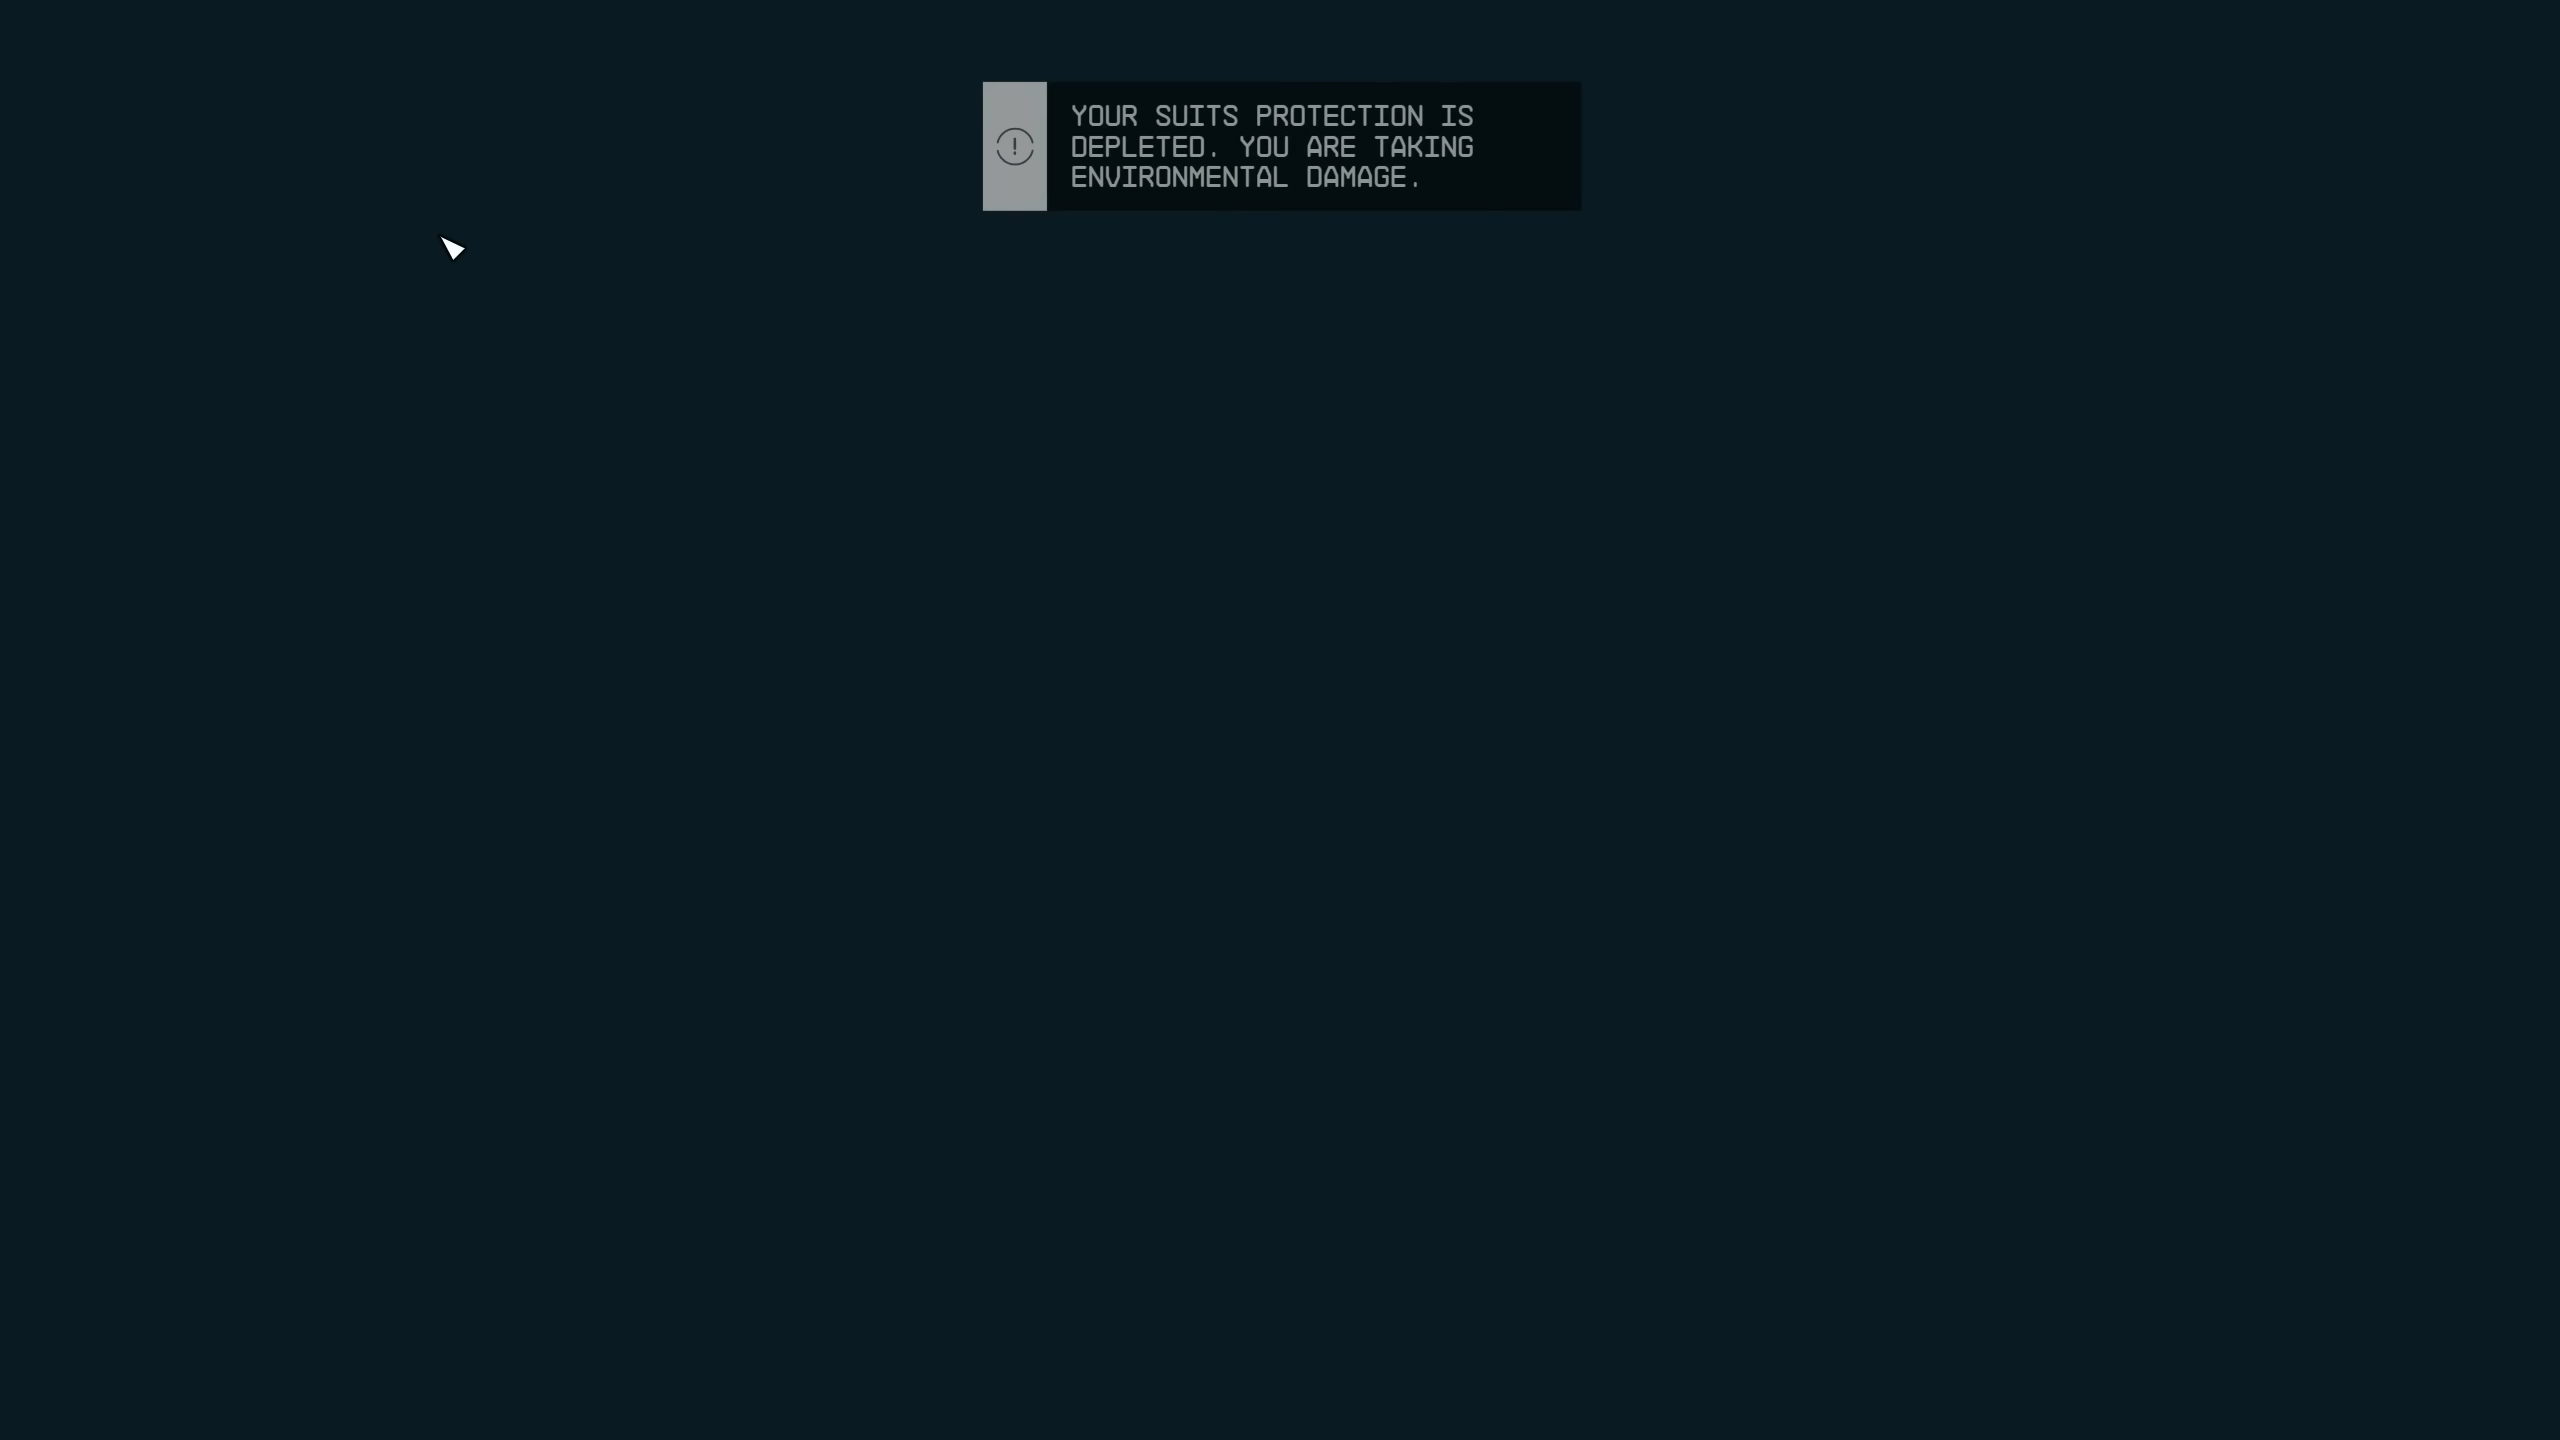 YOUR SUITS PROTECTION IS
DEPLETED. YOU ARE TAKING
ENVIRONMENTAL DAMAGE.